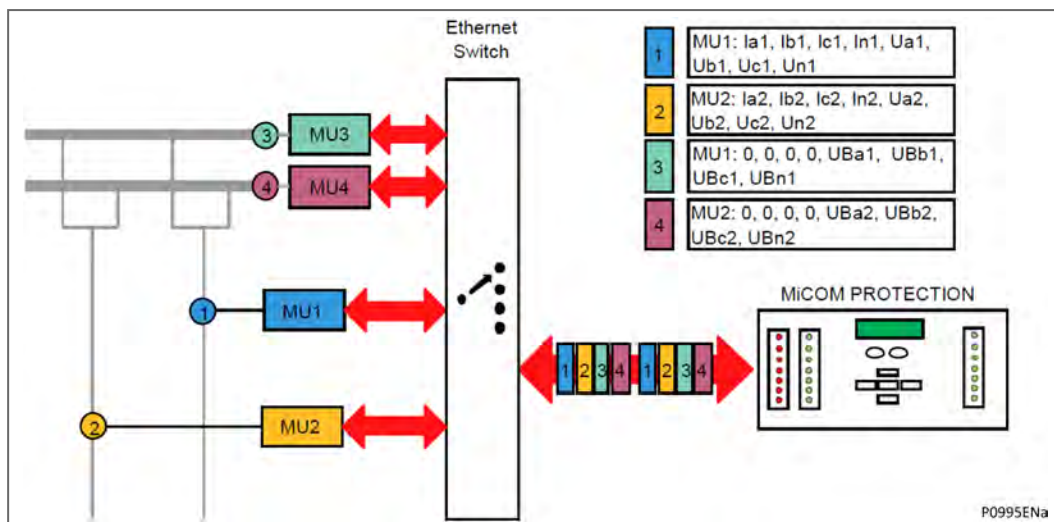 Ethernet
Switch
1
MU1: Ia1, Ib1, Ic1, In1, Ua1,
Ub1, Uc1, Un1
2
MU2: Ia2, Ib2, Ic2, In2, Ua2,
Ub2, Uc2, Un2
3
MU1: 0, 0, 0, 0, UBa1, UBb1,
UBc1, UBn1
4
MU2: 0, 0, 0, 0, UBa2, UBb2,
UBc2, UBn2
3
MU3
4
MU4
1
MU1
2
MU2
1 2 3 4 1 2 3 4
MiCOM PROTECTION
P0995ENa